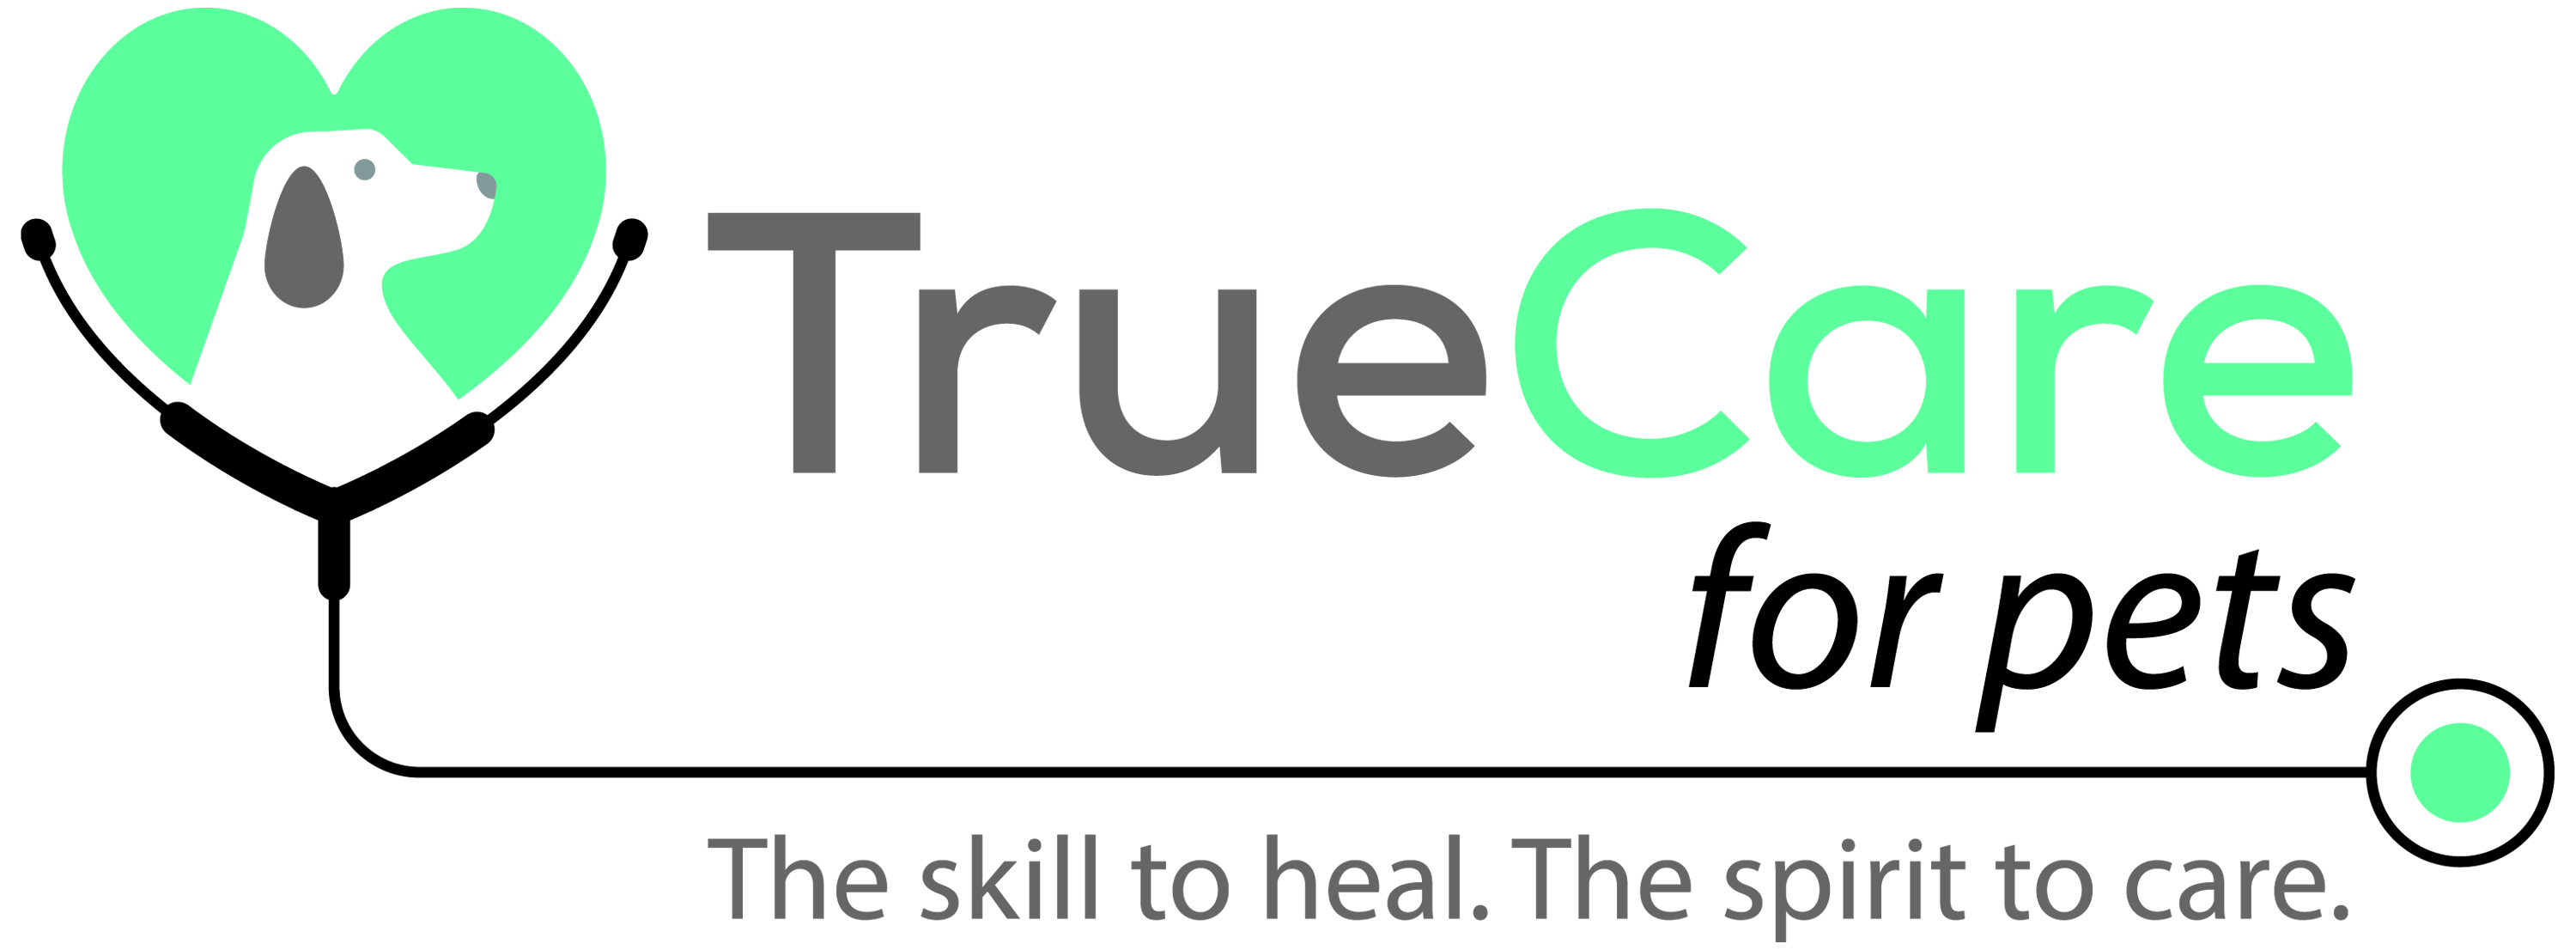 TrueCare
for pets
The skill to heal. The spirit to care.